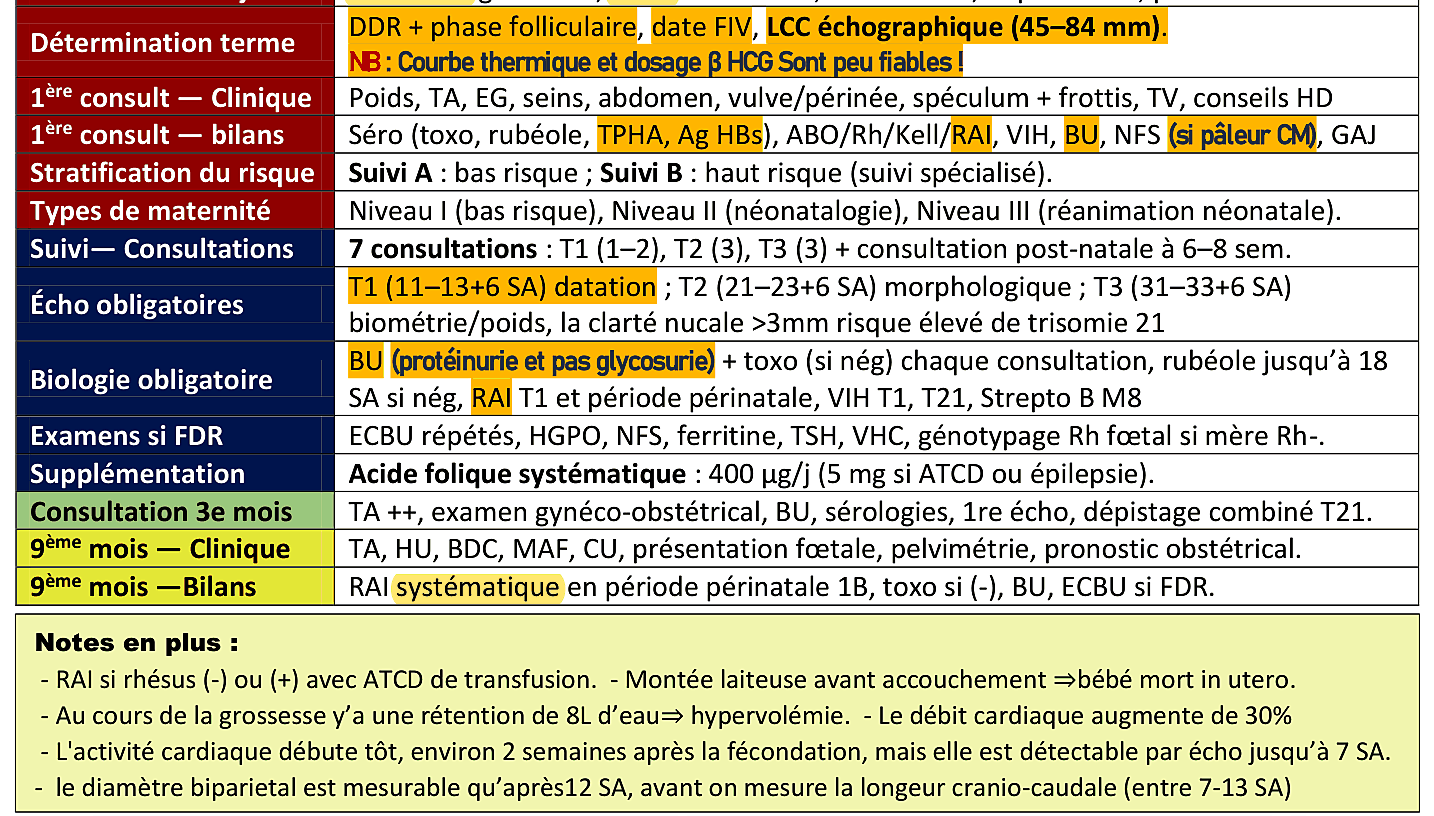 Détermination terme
DDR + phase folliculaire, date FIV, LCC échographique (45–84 mm).
NB : Courbe thermique et dosage β HCG Sont peu fiables !
1ère consult — Clinique
Poids, TA, EG, seins, abdomen, vulve/périnée, spéculum + frottis, TV, conseils HD
1ère consult — bilans
Séro (toxo, rubéole, TPHA, Ag HBs), ABO/Rh/Kell/RAI, VIH, BU, NFS (si pâleur CM), GAJ
Stratification du risque
Suivi A : bas risque ; Suivi B : haut risque (suivi spécialisé).
Types de maternité
Niveau I (bas risque), Niveau II (néonatalogie), Niveau III (réanimation néonatale).
Suivi— Consultations
7 consultations : T1 (1–2), T2 (3), T3 (3) + consultation post-natale à 6–8 sem.
Écho obligatoires
T1 (11–13+6 SA) datation ; T2 (21–23+6 SA) morphologique ; T3 (31–33+6 SA)
biométrie/poids, la clarté nucale >3mm risque élevé de trisomie 21
Biologie obligatoire
BU (protéinurie et pas glycosurie) + toxo (si nég) chaque consultation, rubéole jusqu'à 18
SA si nég, RAI T1 et période périnatale, VIH T1, T21, Strepto B M8
Examens si FDR
ECBU répétés, HGPO, NFS, ferritine, TSH, VHC, génotypage Rh fœtal si mère Rh-.
Supplémentation
Acide folique systématique : 400 µg/j (5 mg si ATCD ou épilepsie).
Consultation 3e mois
TA ++, examen gynéco-obstétrical, BU, sérologies, 1re écho, dépistage combiné T21.
9ème mois — Clinique
TA, HU, BDC, MAF, CU, présentation fœtale, pelvimétrie, pronostic obstétrical.
9ème mois —Bilans
RAI systématique en période périnatale 1B, toxo si (-), BU, ECBU si FDR.
Notes en plus :
- RAI si rhésus (-) ou (+) avec ATCD de transfusion. - Montée laiteuse avant accouchement ⇒bébé mort in utero.
- Au cours de la grossesse y'a une rétention de 8L d'eau⇒ hypervolémie. - Le débit cardiaque augmente de 30%
- L'activité cardiaque débute tôt, environ 2 semaines après la fécondation, mais elle est détectable par écho jusqu'à 7 SA.
- le diamètre biparietal est mesurable qu'après12 SA, avant on mesure la longeur cranio-caudale (entre 7-13 SA)